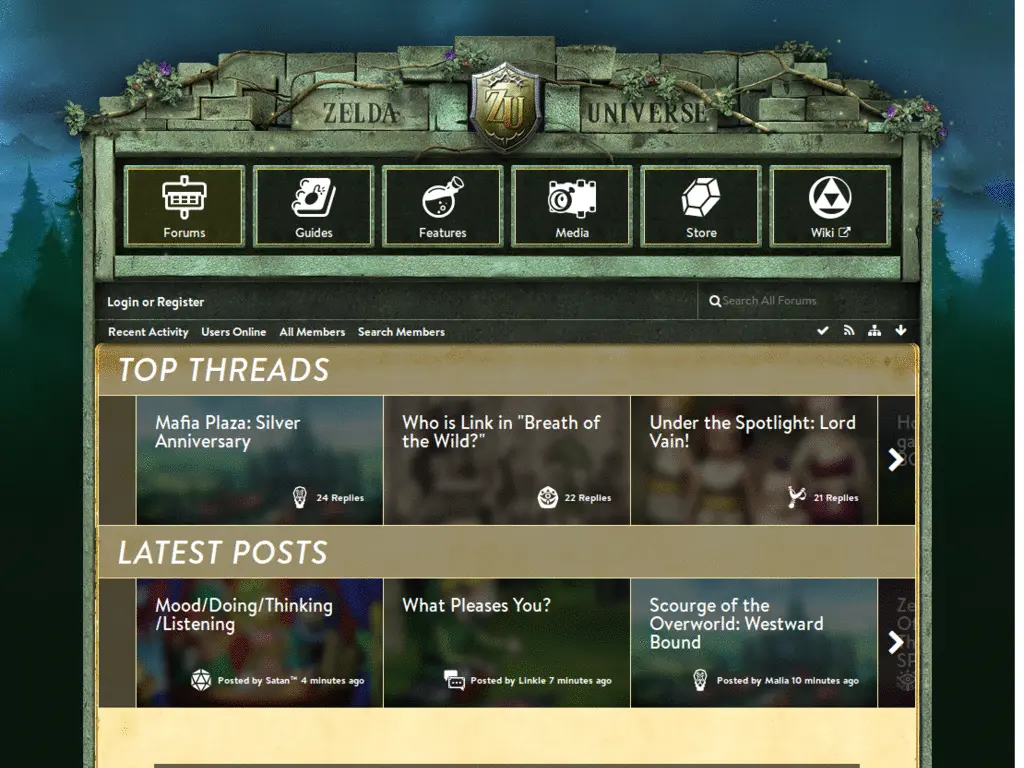 ZELDA ZU UNIVERSE
Forums Guides Features Media Store Wiki
Login or Register Search All Forums
Recent Activity Users Online All Members Search Members
TOP THREADS
Mafia Plaza: Silver
Anniversary
24 Replies
Who is Link in "Breath of
the Wild?"
22 Replies
Under the Spotlight: Lord
Vain!
21 Replies
LATEST POSTS
Mood/Doing/Thinking
/Listening
Posted by Satan™ 4 minutes ago
What Pleases You?
Posted by Linkle 7 minutes ago
Scourge of the
Overworld: Westward
Bound
Posted by Malia 10 minutes ago